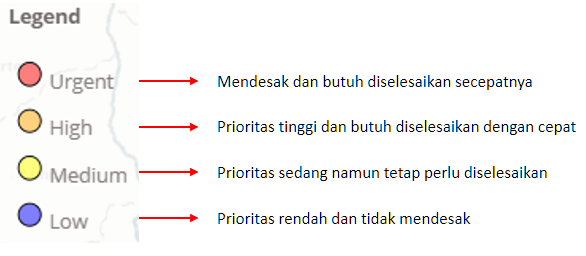 Legend
Urgent Mendesak dan butuh diselesaikan secepatnya
High Prioritas tinggi dan butuh diselesaikan dengan cepat
Medium Prioritas sedang namun tetap perlu diselesaikan
Low Prioritas rendah dan tidak mendesak